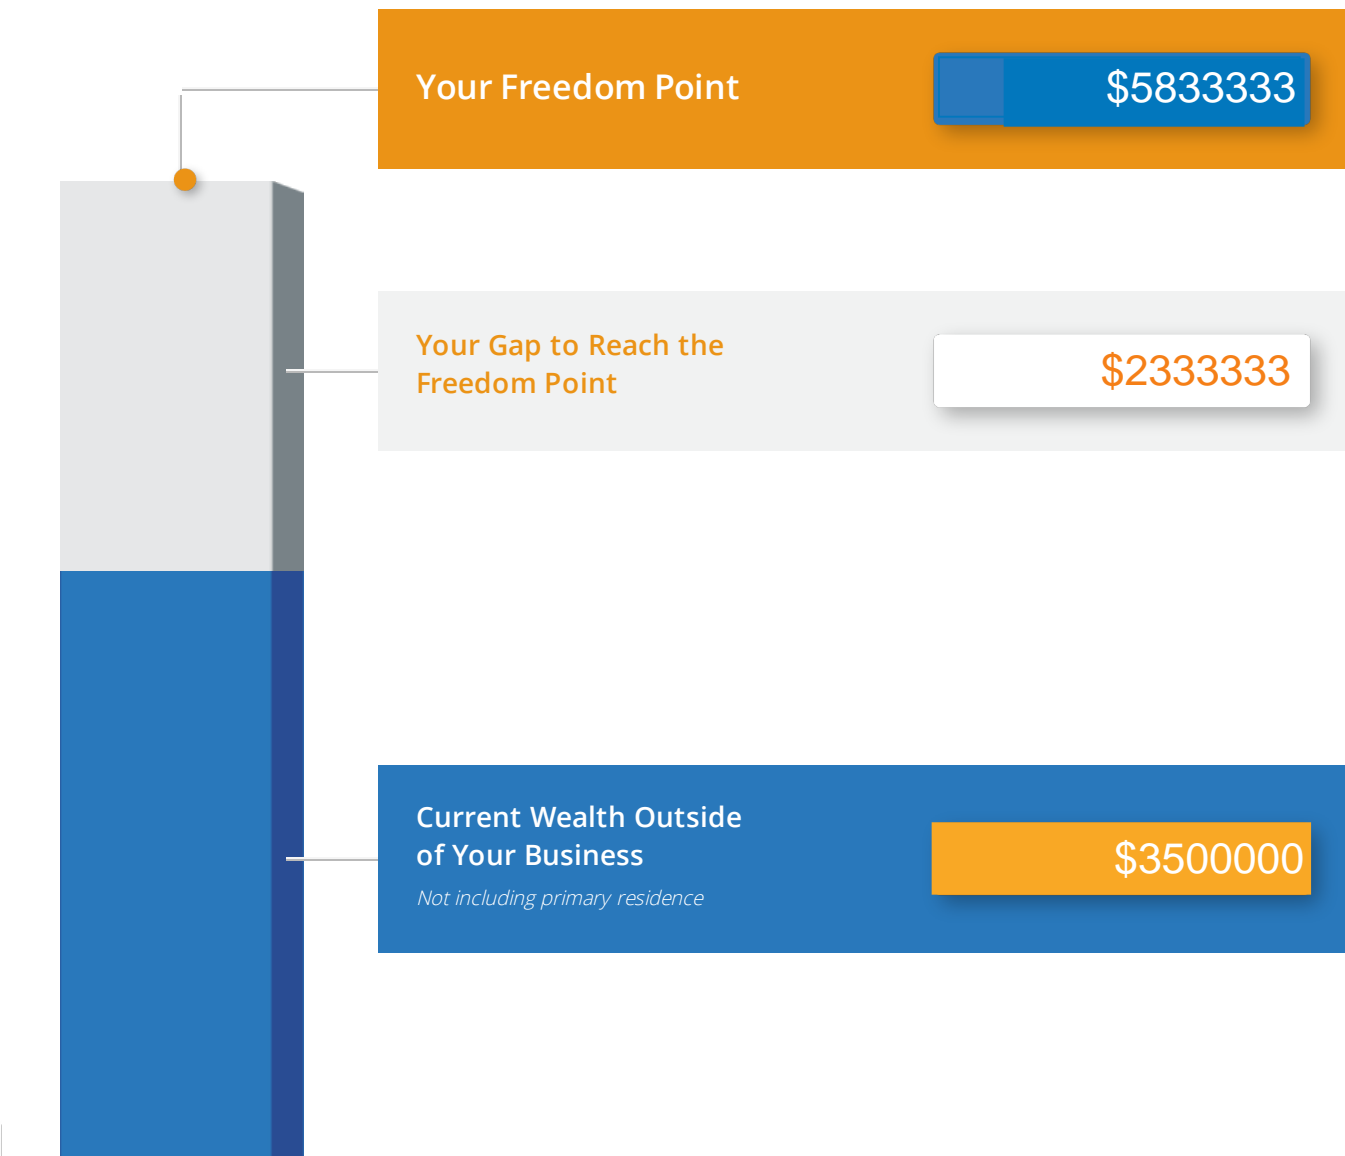 Your Freedom Point
$5833333
Your Gap to Reach the
Freedom Point
$2333333
Current Wealth Outside
of Your Business
Not including primary residence
$3500000